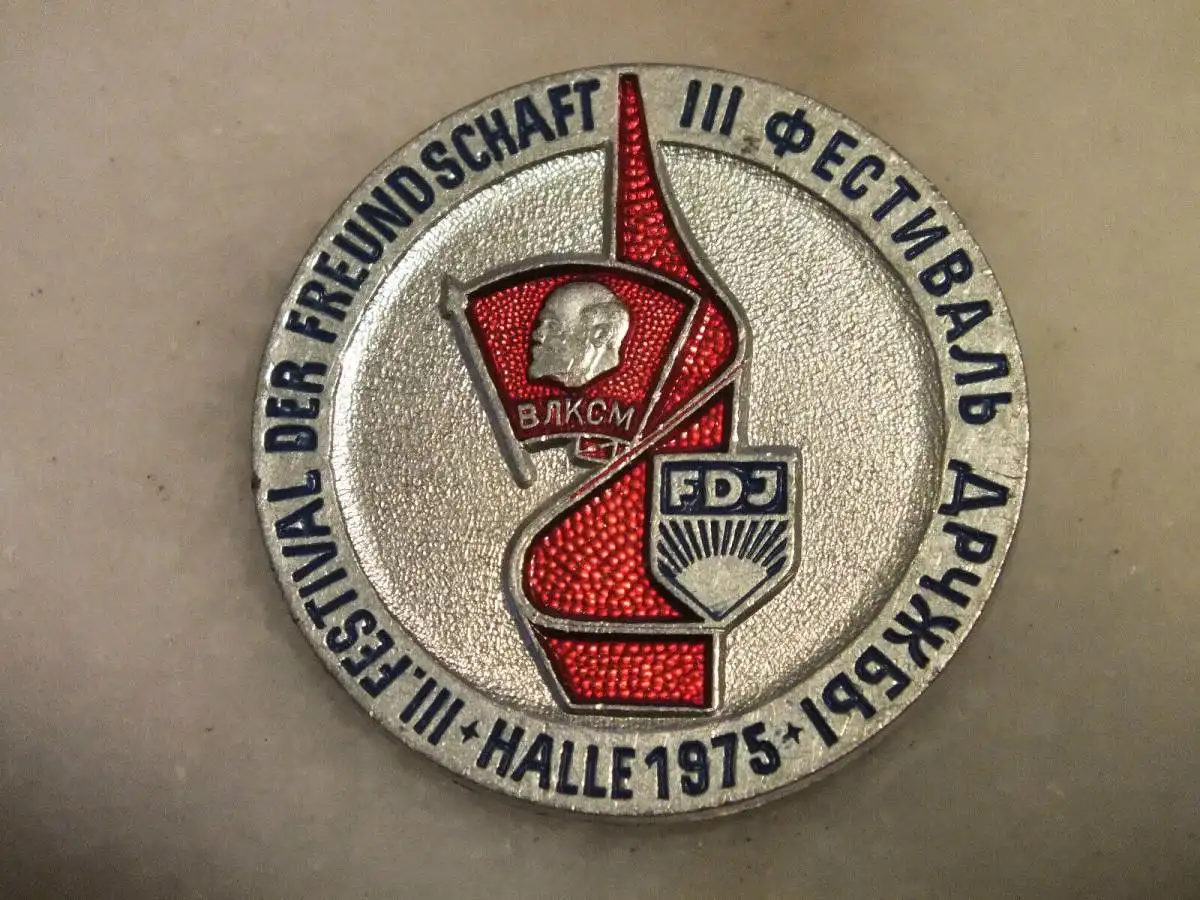 III. FESTIVAL DER FREUNDSCHAFT
III ФЕСТИВАЛЬ ДРУЖБЫ
HALLE 1975
ВЛКСМ
FDJ